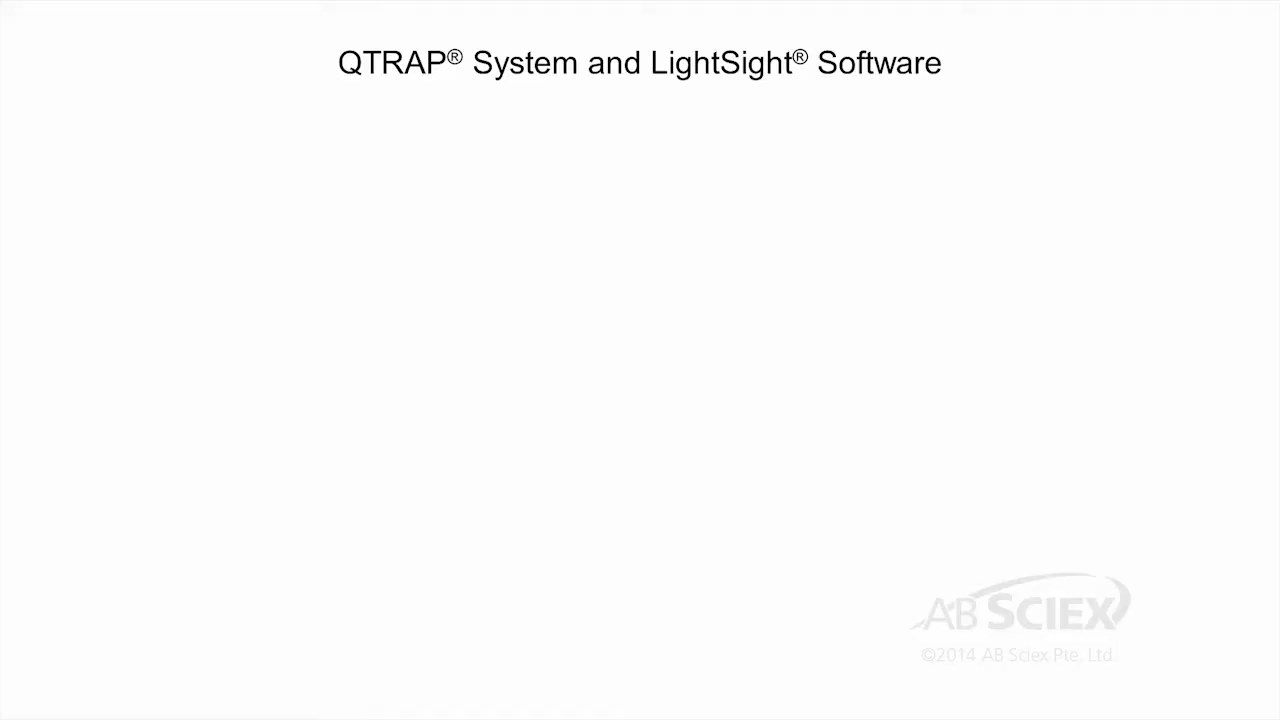 QTRAP® System and LightSight® Software
AB SCIEX
©2014 AB Sciex Pte. Ltd.